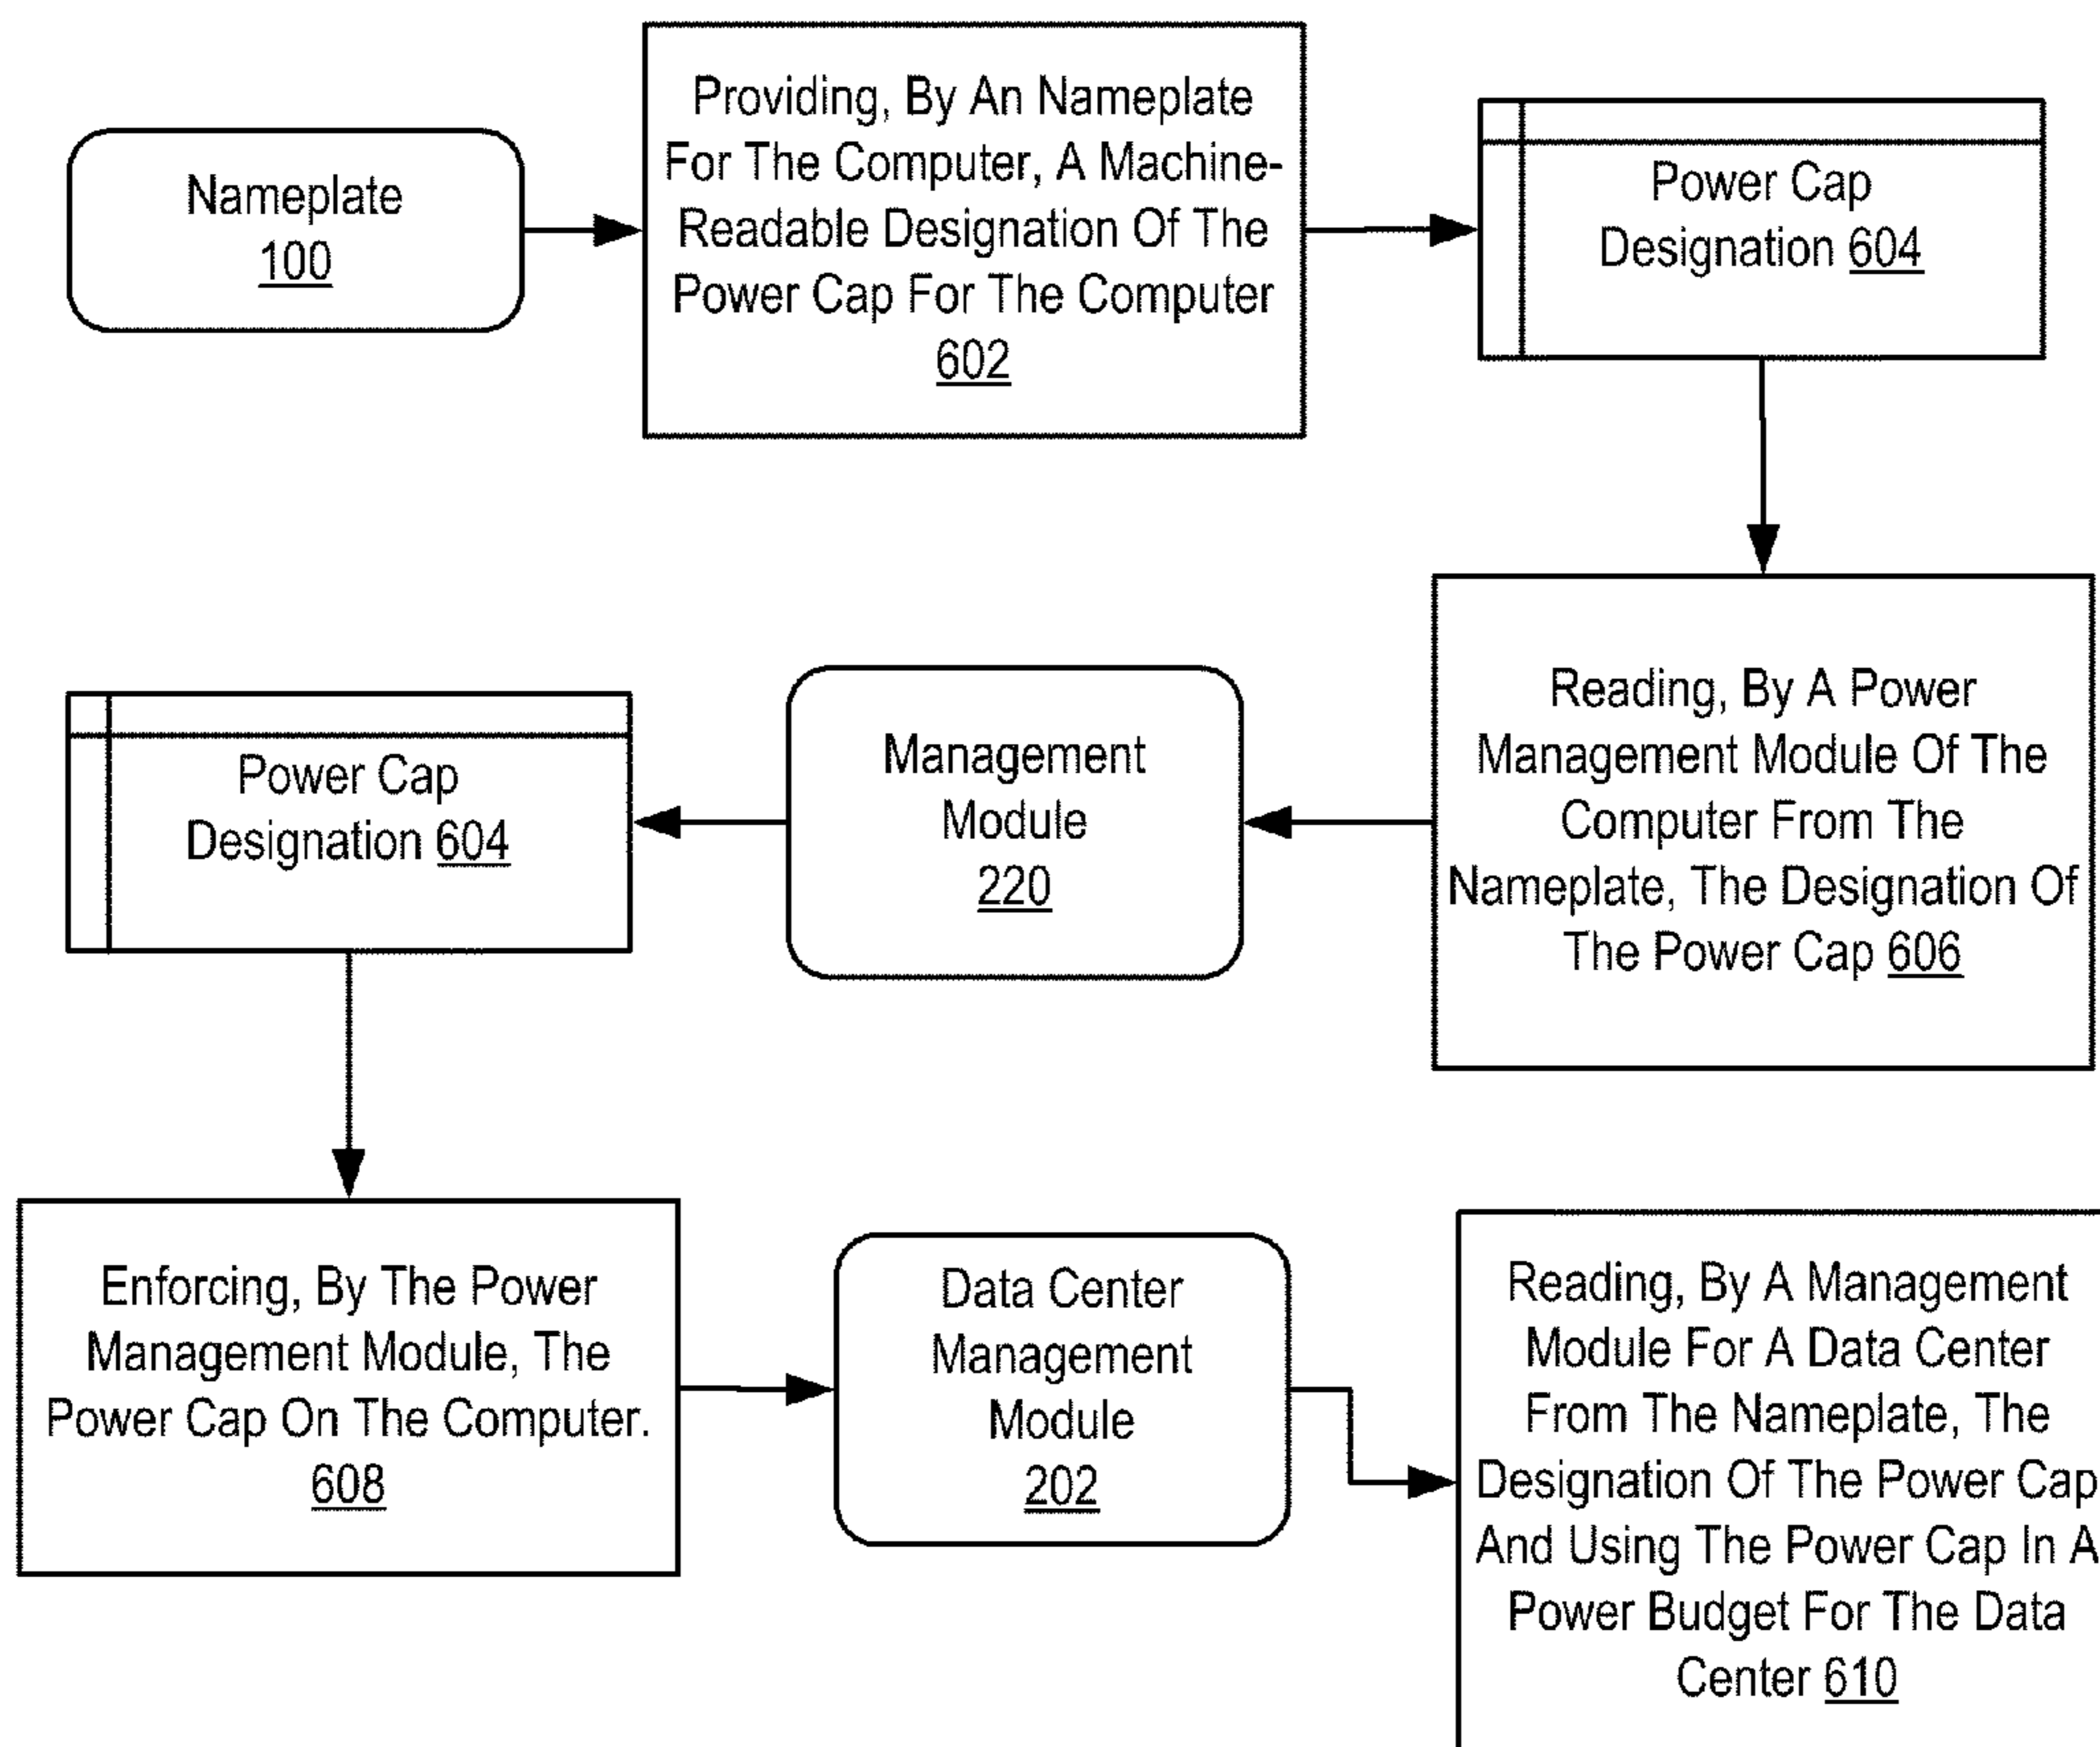 Nameplate
100
Providing, By An Nameplate
For The Computer, A Machine-
Readable Designation Of The
Power Cap For The Computer
602
Power Cap
Designation 604
Reading, By A Power
Management Module Of The
Computer From The
Nameplate, The Designation Of
The Power Cap 606
Management
Module
220
Power Cap
Designation 604
Enforcing, By The Power
Management Module, The
Power Cap On The Computer.
608
Data Center
Management
Module
202
Reading, By A Management
Module For A Data Center
From The Nameplate, The
Designation Of The Power Cap
And Using The Power Cap In A
Power Budget For The Data
Center 610